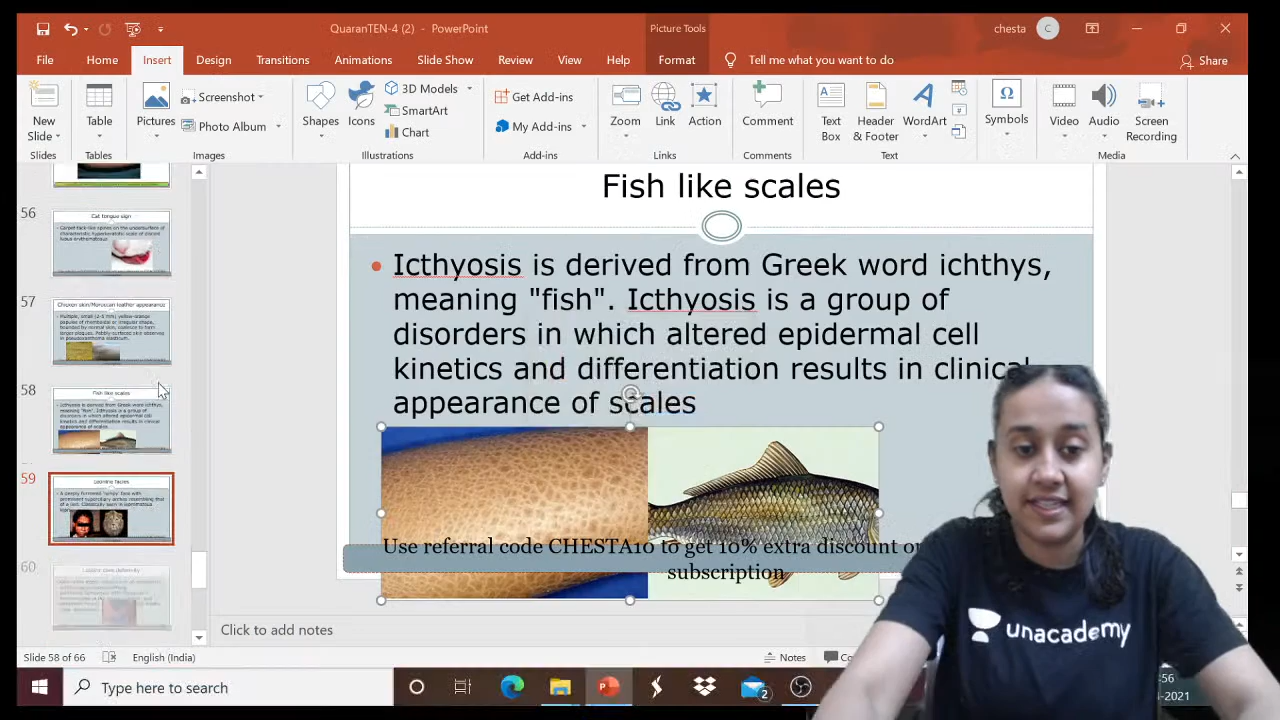 QuaranTEN-4 (2) - PowerPoint
Picture Tools
chesta
C
File
Home
Insert
Design
Transitions
Animations
Slide Show
Review
View
Help
Format
Tell me what you want to do
Share
New
Slide
Table
Pictures
Screenshot
Photo Album
Shapes
Icons
3D Models
SmartArt
Chart
Get Add-ins
My Add-ins
Zoom
Link
Action
Comment
Text
Box
Header
& Footer
WordArt
Symbols
Video
Audio
Screen
Recording
Slides
Tables
Images
Illustrations
Add-ins
Links
Comments
Text
Media
56
Cat tongue sign
57
Chicken skin/Moroccan leather appearance
58
Fish like scales
59
Leonine facies
60
Fish like scales
Icthyosis is derived from Greek word ichthys,
meaning "fish". Icthyosis is a group of
disorders in which altered epidermal cell
kinetics and differentiation results in clinical
appearance of scales
Use referral code CHESTA10 to get 10% extra discount
subscription
unacademy
Click to add notes
Slide 58 of 66
English (India)
Notes
Type here to search
2